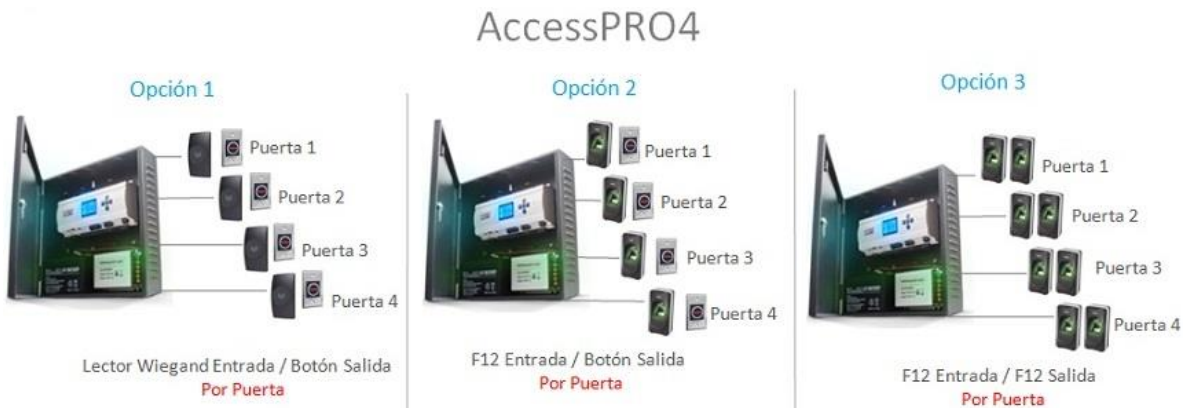 AccessPRO4
Opción 1
Puerta 1
Puerta 2
Puerta 3
Puerta 4
Lector Wiegand Entrada / Botón Salida
Por Puerta
Opción 2
Puerta 1
Puerta 2
Puerta 3
Puerta 4
F12 Entrada / Botón Salida
Por Puerta
Opción 3
Puerta 1
Puerta 2
Puerta 3
Puerta 4
F12 Entrada / F12 Salida
Por Puerta